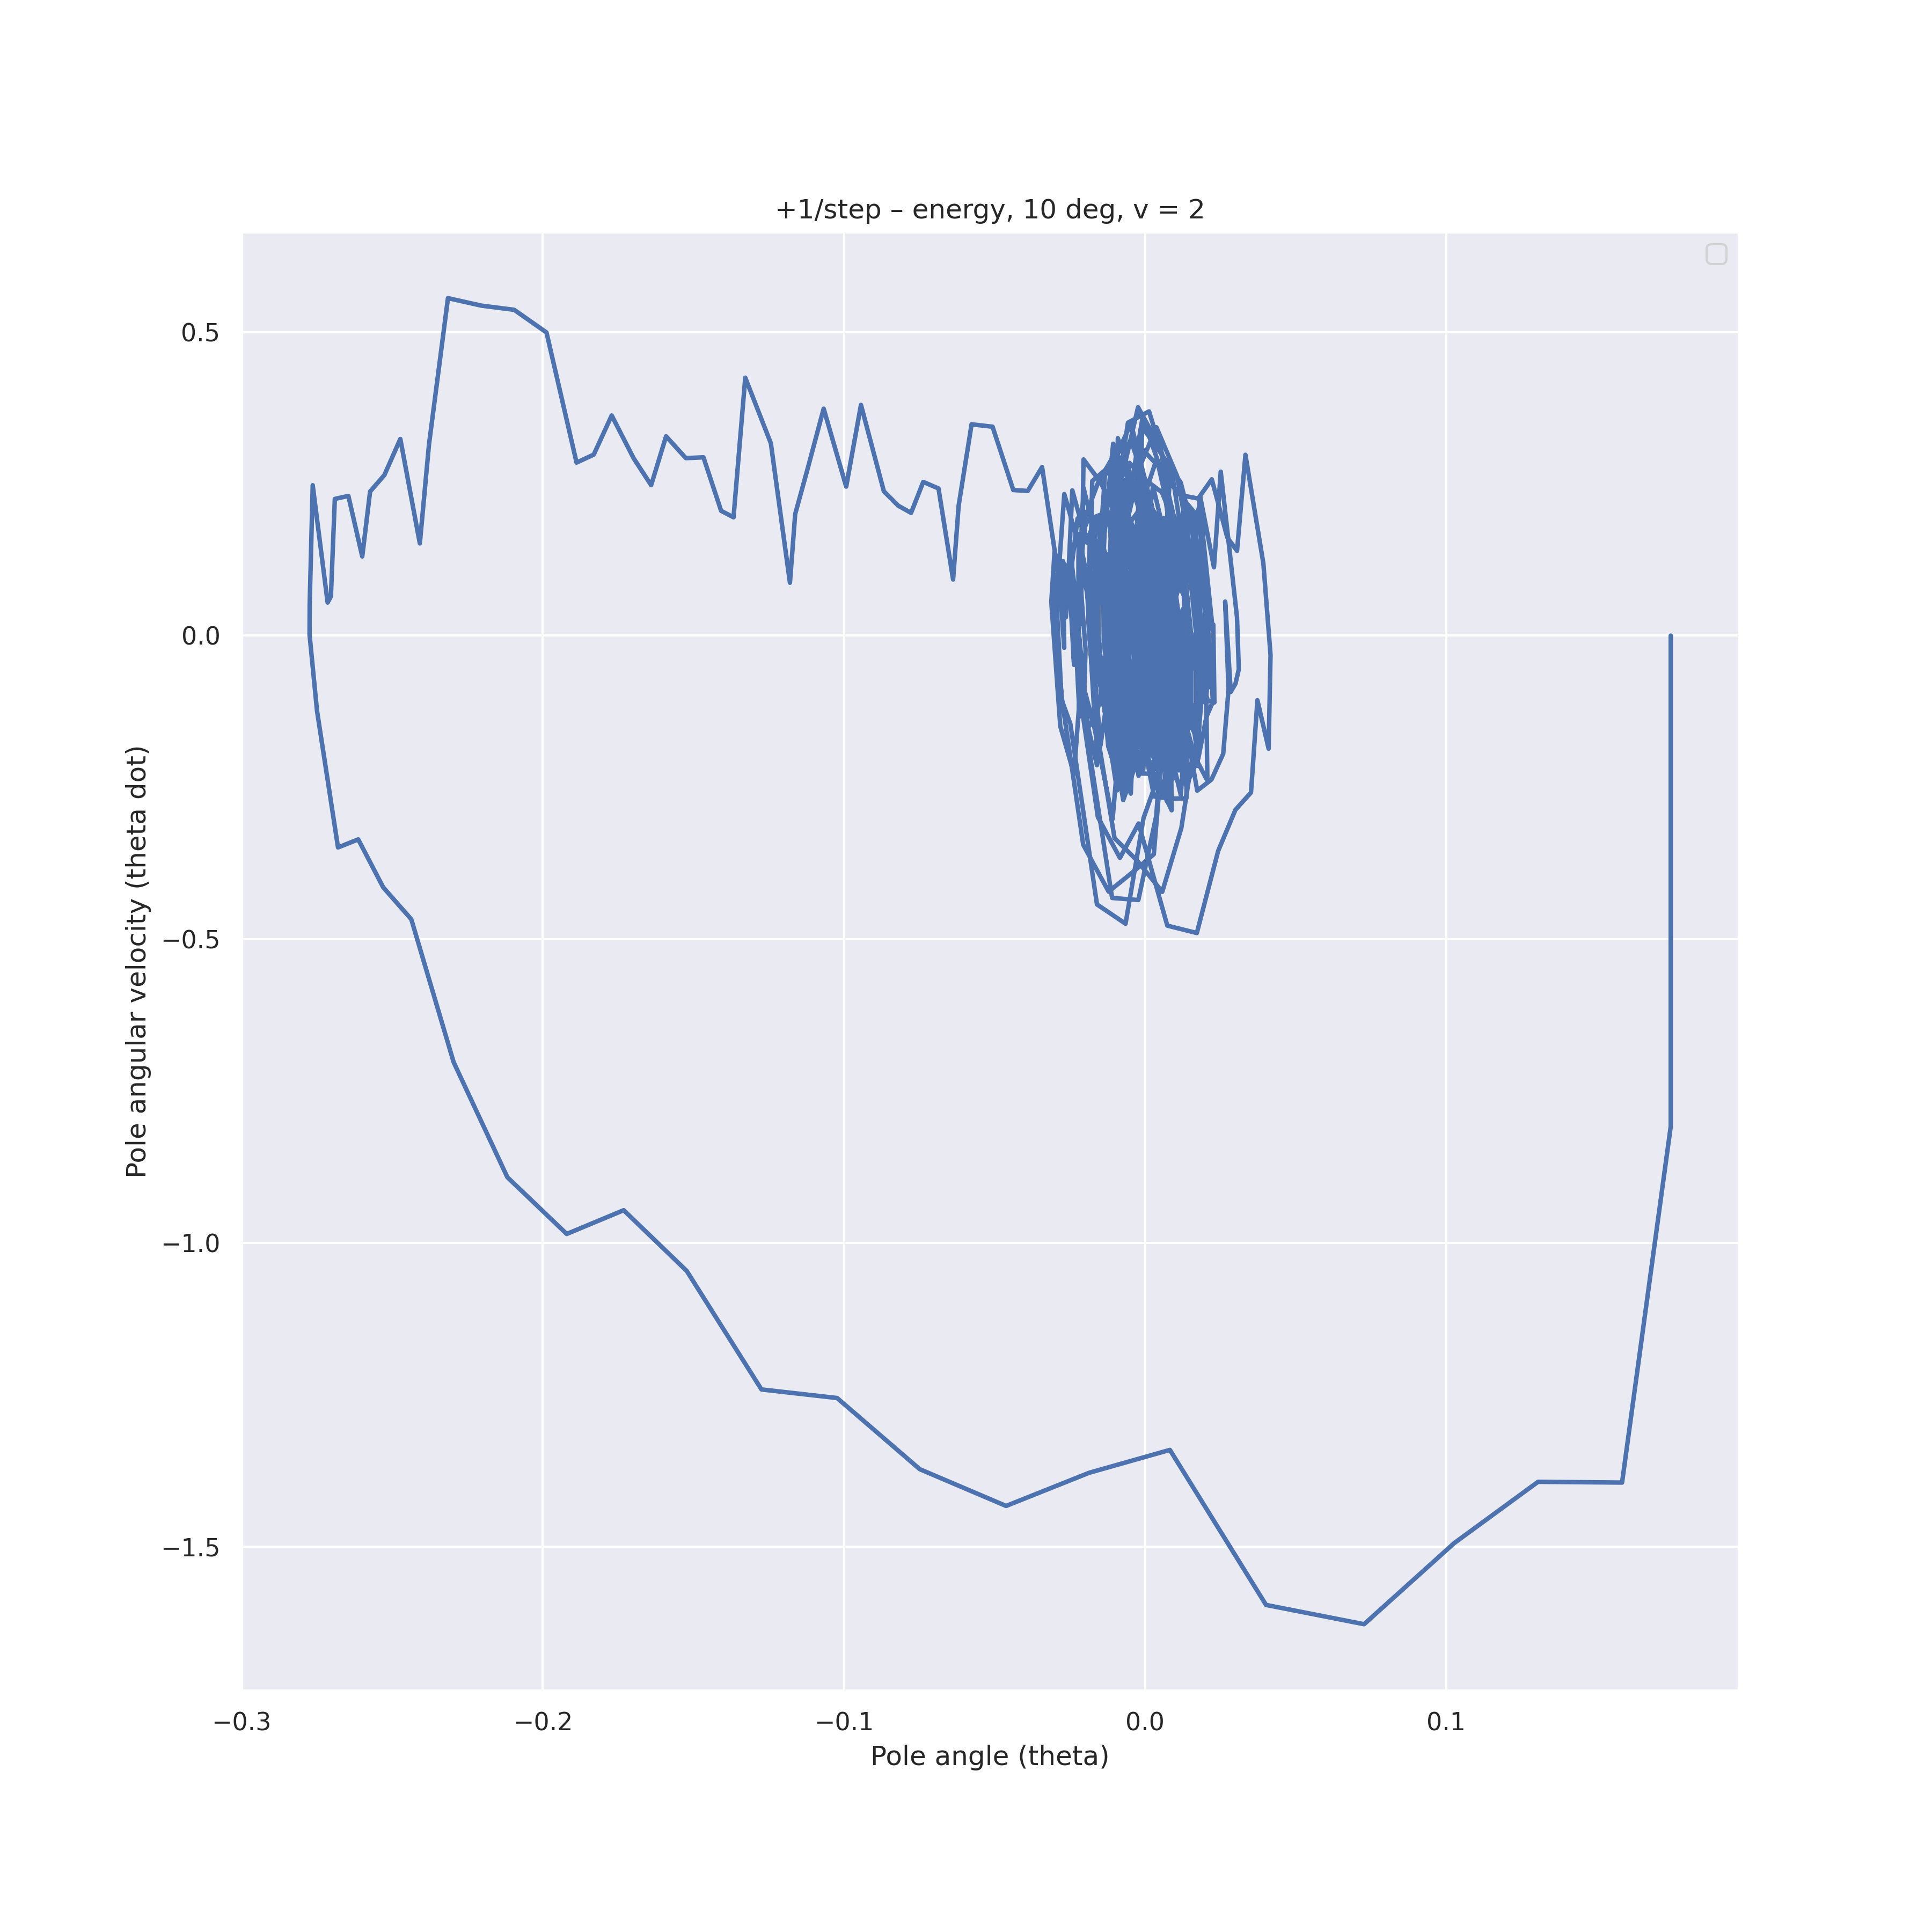 +1/step – energy, 10 deg, v = 2
0.5
0.0
−0.5
−1.0
−1.5
Pole angular velocity (theta dot)
−0.3 −0.2 −0.1 0.0 0.1
Pole angle (theta)